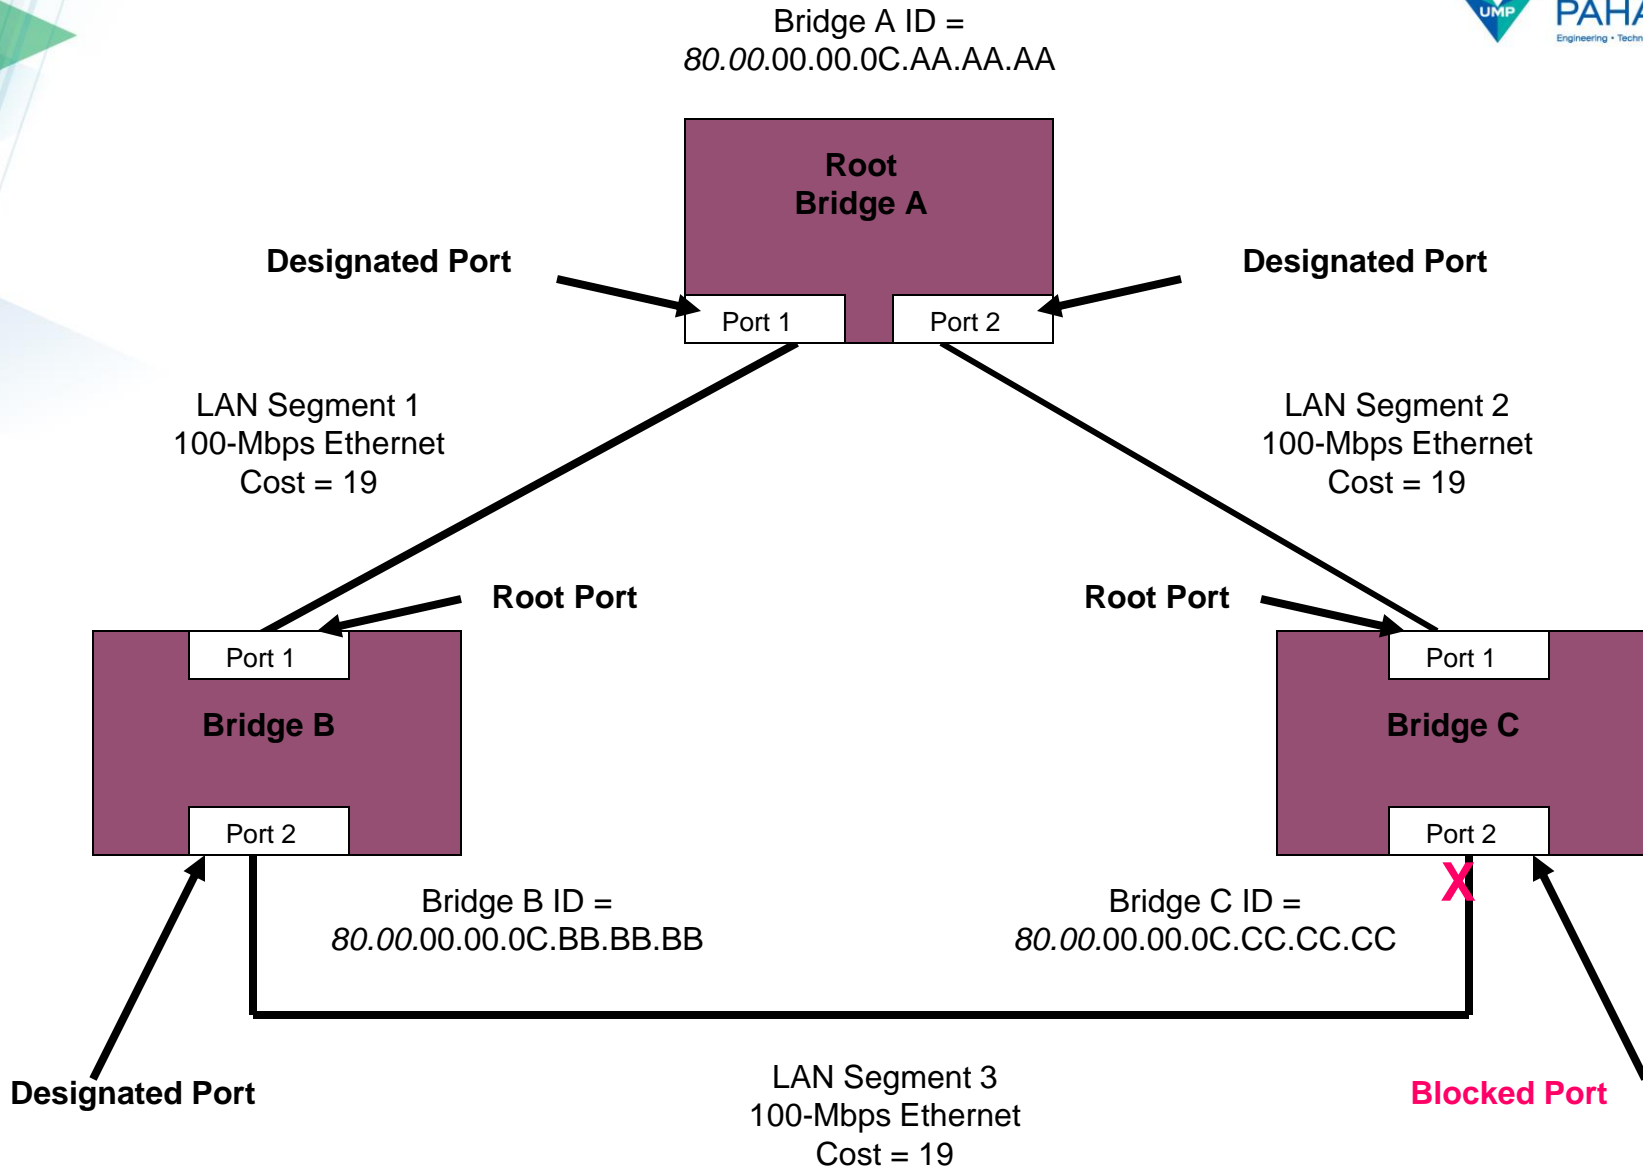 Bridge A ID =
80.00.00.00.0C.AA.AA.AA
UMP
Root
Bridge A
Designated Port
Designated Port
Port 1
Port 2
LAN Segment 1
100-Mbps Ethernet
Cost = 19
LAN Segment 2
100-Mbps Ethernet
Cost = 19
Root Port
Root Port
Port 1
Port 1
Bridge B
Bridge C
Port 2
Port 2
X
Bridge B ID =
80.00.00.00.0C.BB.BB.BB
Bridge C ID =
80.00.00.00.0C.CC.CC.CC
Designated Port
LAN Segment 3
100-Mbps Ethernet
Cost = 19
Blocked Port
Engineering •